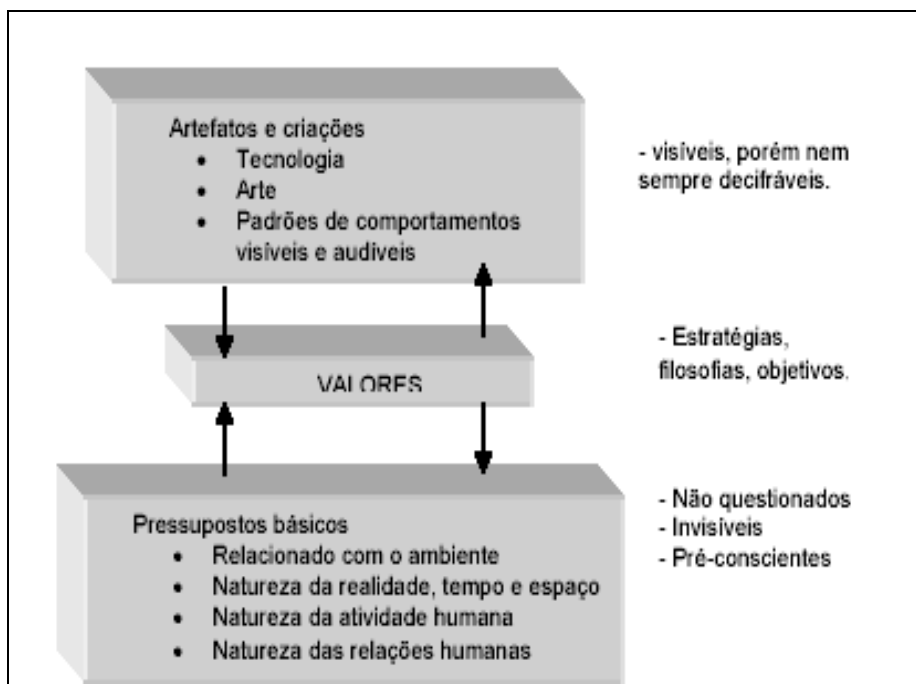 Artefatos e criações
• Tecnologia
• Arte
• Padrões de comportamentos
visíveis e audíveis
- visíveis, porém nem
sempre decifráveis.
VALORES
- Estratégias,
filosofias, objetivos.
Pressupostos básicos
• Relacionado com o ambiente
• Natureza da realidade, tempo e espaço
• Natureza da atividade humana
• Natureza das relações humanas
- Não questionados
- Invisíveis
- Pré-conscientes